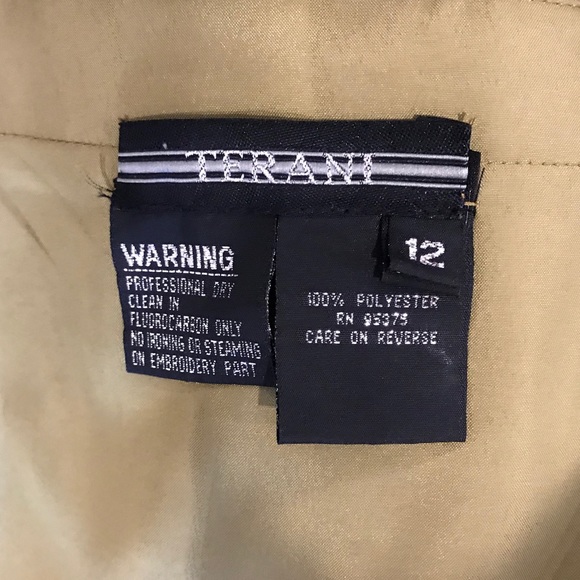 TERANI
WARNING
PROFESSIONAL DRY
CLEAN IN
FLUOROCARBON ONLY
NO IRONING OR STEAMING
ON EMBROIDERY PART
12
100% POLYESTER
RN 95375
CARE ON REVERSE